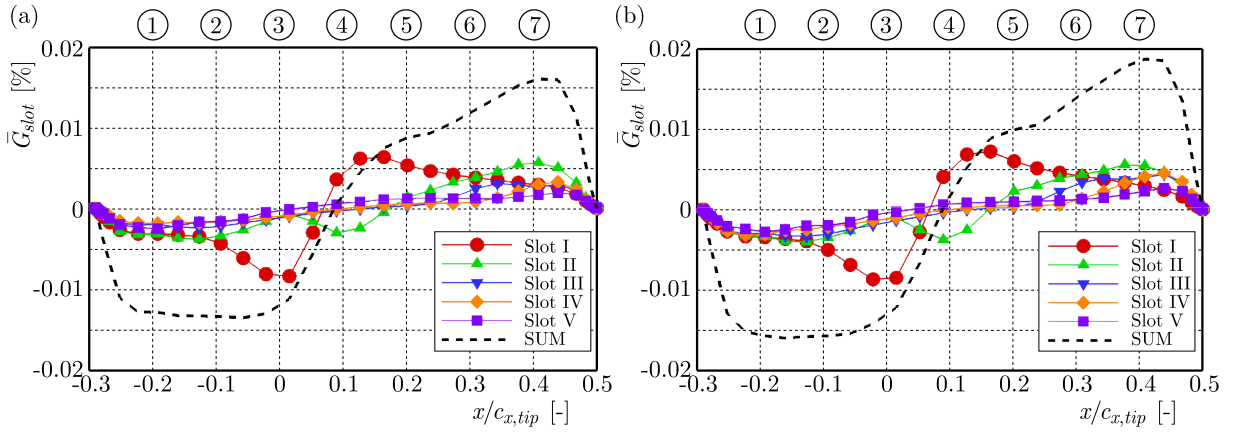 (a) ① ② ③ ④ ⑤ ⑥ ⑦
0.02
0.01
0
-0.01
-0.02
G̅slot [%]
-0.3 -0.2 -0.1 0 0.1 0.2 0.3 0.4 0.5
x/cx,tip [-]
Slot I
Slot II
Slot III
Slot IV
Slot V
SUM
(b) ① ② ③ ④ ⑤ ⑥ ⑦
0.02
0.01
0
-0.01
-0.02
G̅slot [%]
-0.3 -0.2 -0.1 0 0.1 0.2 0.3 0.4 0.5
x/cx,tip [-]
Slot I
Slot II
Slot III
Slot IV
Slot V
SUM